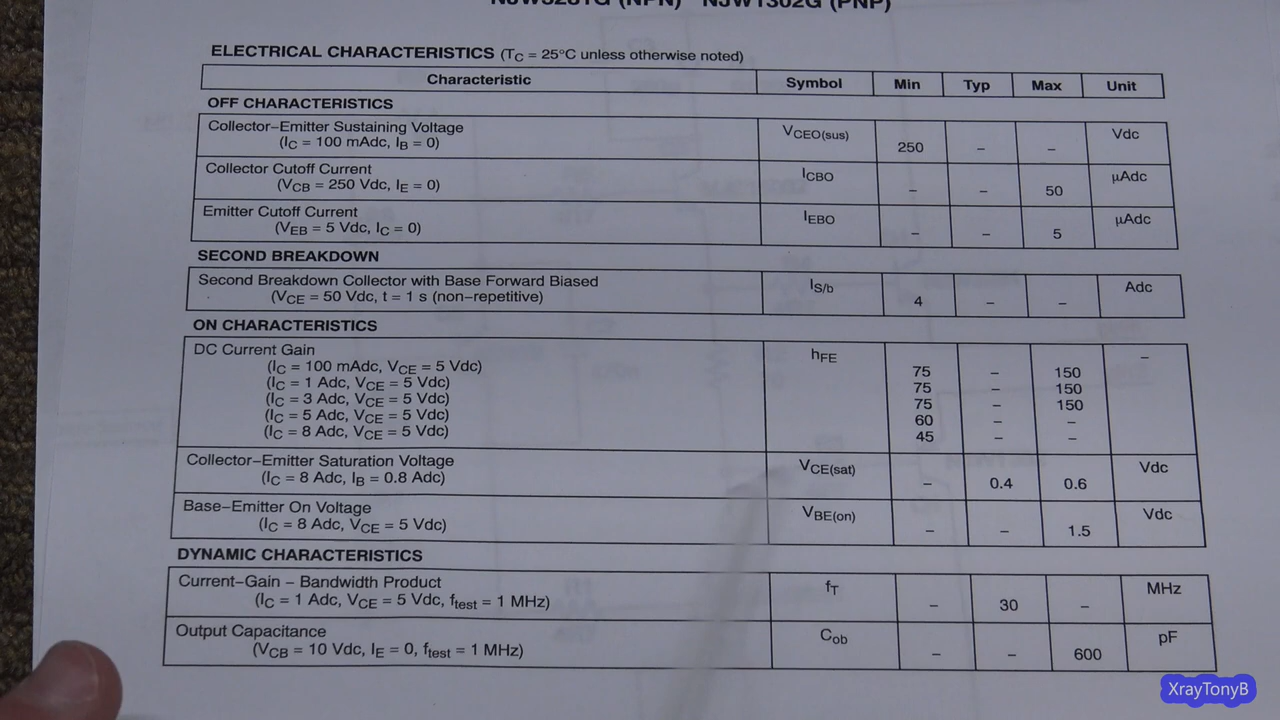 NJW3281G (NPN) NJW1302G (PNP)
ELECTRICAL CHARACTERISTICS (TC = 25°C unless otherwise noted)
Characteristic Symbol Min Typ Max Unit
OFF CHARACTERISTICS
Collector−Emitter Sustaining Voltage VCEO(sus) Vdc
(IC = 100 mAdc, IB = 0) 250 – –
Collector Cutoff Current ICBO µAdc
(VCB = 250 Vdc, IE = 0) – – 50
Emitter Cutoff Current IEBO µAdc
(VEB = 5 Vdc, IC = 0) – – 5
SECOND BREAKDOWN
Second Breakdown Collector with Base Forward Biased IS/b Adc
(VCE = 50 Vdc, t = 1 s (non−repetitive) 4 – –
ON CHARACTERISTICS
DC Current Gain hFE –
(IC = 100 mAdc, VCE = 5 Vdc) 75 – 150
(IC = 1 Adc, VCE = 5 Vdc) 75 – 150
(IC = 3 Adc, VCE = 5 Vdc) 75 – 150
(IC = 5 Adc, VCE = 5 Vdc) 60 – –
(IC = 8 Adc, VCE = 5 Vdc) 45 – –
Collector−Emitter Saturation Voltage VCE(sat) Vdc
(IC = 8 Adc, IB = 0.8 Adc) – 0.4 0.6
Base−Emitter On Voltage VBE(on) Vdc
(IC = 8 Adc, VCE = 5 Vdc) – – 1.5
DYNAMIC CHARACTERISTICS
Current−Gain − Bandwidth Product fT MHz
(IC = 1 Adc, VCE = 5 Vdc, ftest = 1 MHz) – 30 –
Output Capacitance Cob pF
(VCB = 10 Vdc, IE = 0, ftest = 1 MHz) – – 600
XrayTonyB